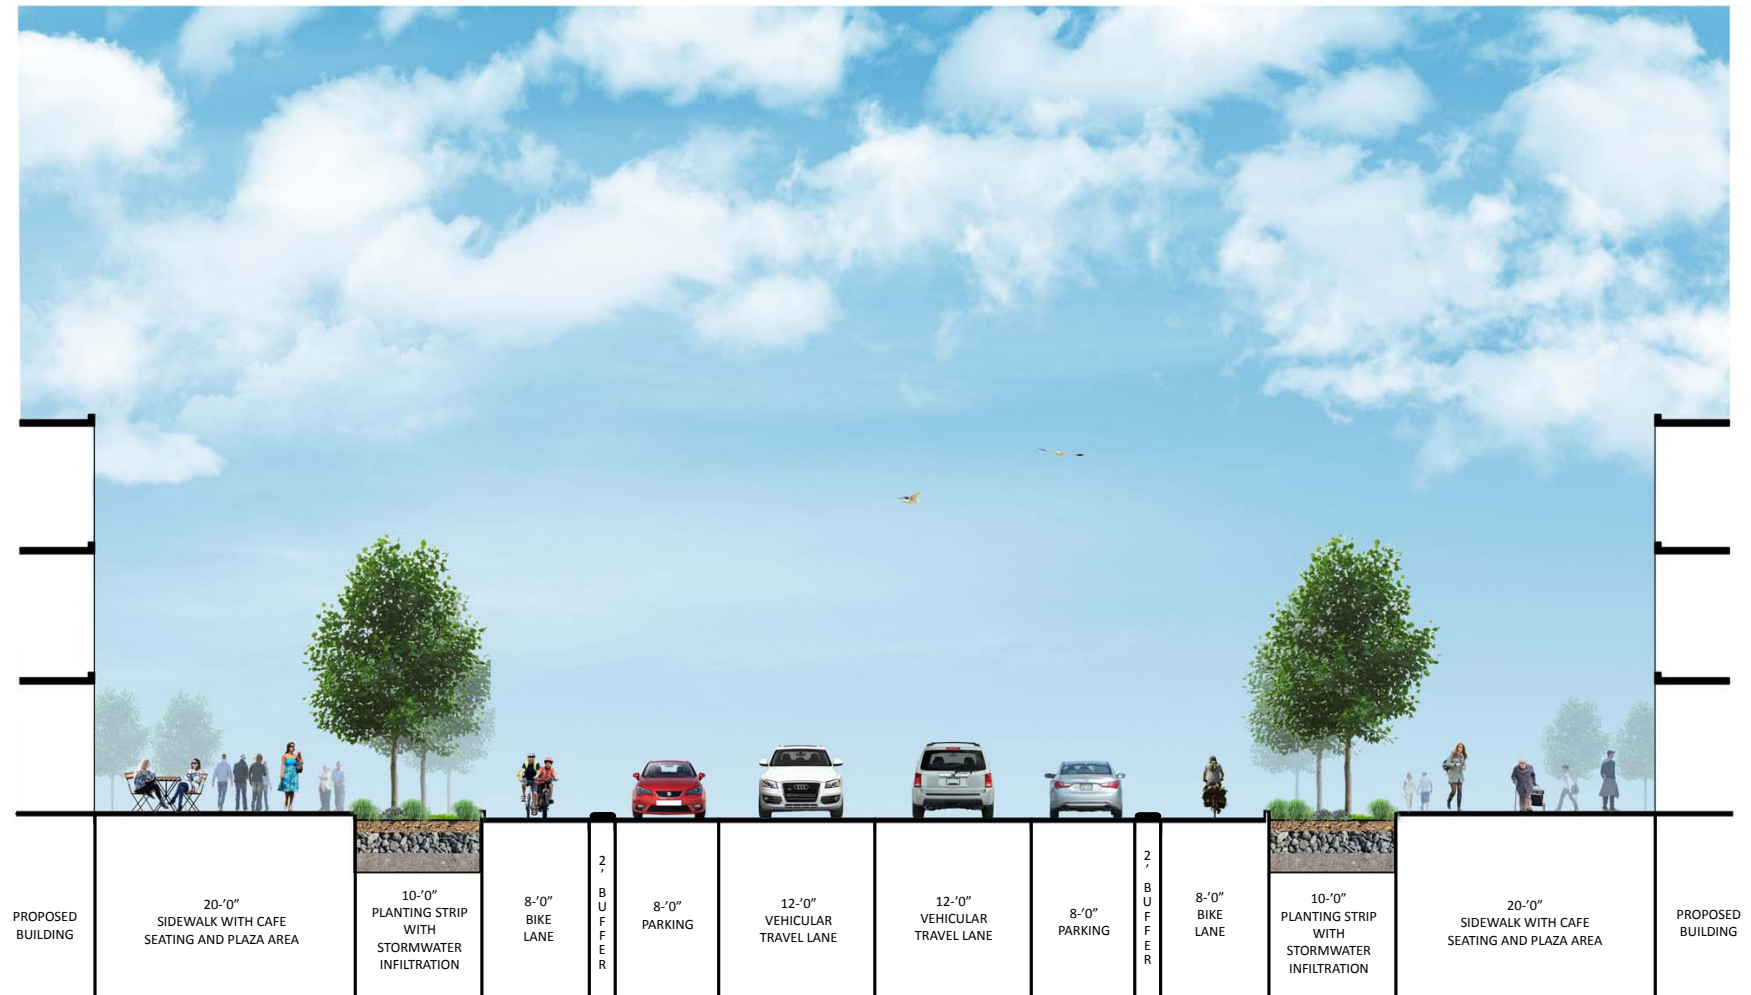 PROPOSED
BUILDING
20-'0”
SIDEWALK WITH CAFE
SEATING AND PLAZA AREA
10-'0”
PLANTING STRIP
WITH
STORMWATER
INFILTRATION
8-'0”
BIKE
LANE
2’ BUFFER
8-'0”
PARKING
12-'0”
VEHICULAR
TRAVEL LANE
12-'0”
VEHICULAR
TRAVEL LANE
8-'0”
PARKING
2’ BUFFER
8-'0”
BIKE
LANE
10-'0”
PLANTING STRIP
WITH
STORMWATER
INFILTRATION
20-'0”
SIDEWALK WITH CAFE
SEATING AND PLAZA AREA
PROPOSED
BUILDING